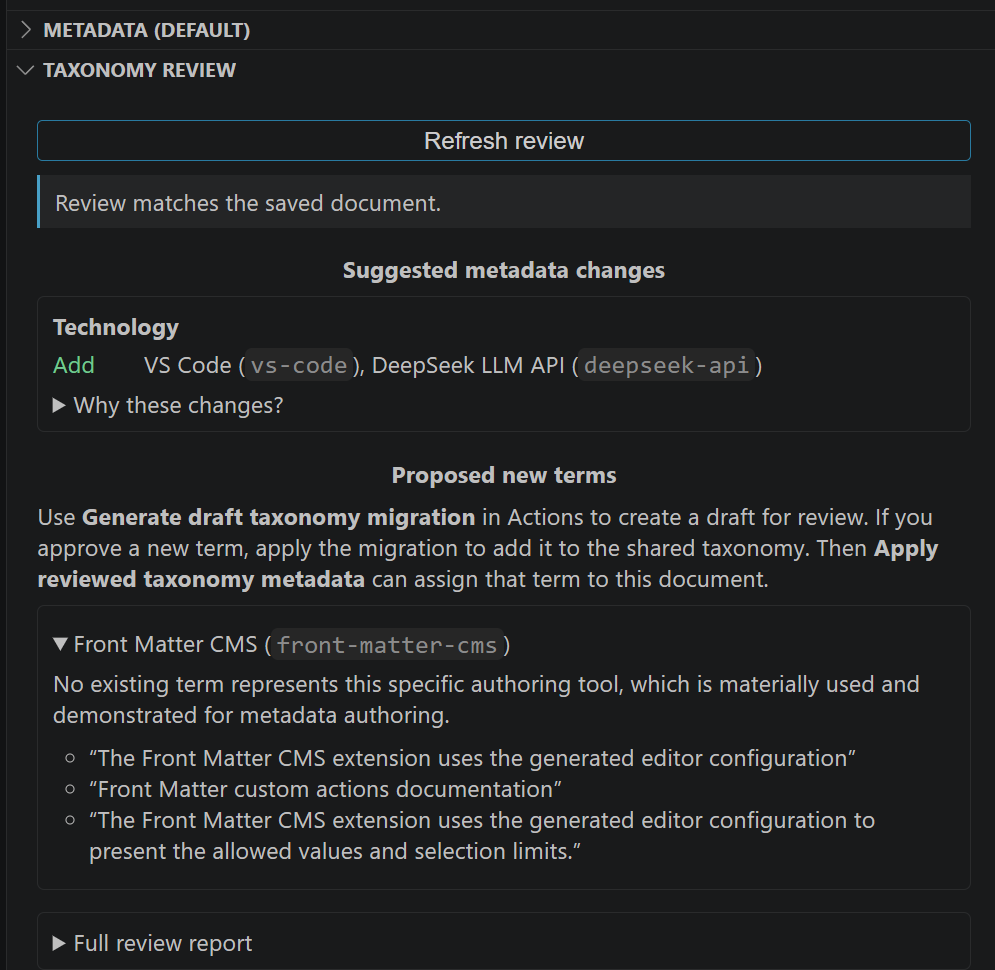 METADATA (DEFAULT)
TAXONOMY REVIEW
Refresh review
Review matches the saved document.
Suggested metadata changes
Technology
Add VS Code (vs-code), DeepSeek LLM API (deepseek-api)
Why these changes?
Proposed new terms
Use Generate draft taxonomy migration in Actions to create a draft for review. If you
approve a new term, apply the migration to add it to the shared taxonomy. Then Apply
reviewed taxonomy metadata can assign that term to this document.
Front Matter CMS (front-matter-cms)
No existing term represents this specific authoring tool, which is materially used and
demonstrated for metadata authoring.
“The Front Matter CMS extension uses the generated editor configuration”
“Front Matter custom actions documentation”
“The Front Matter CMS extension uses the generated editor configuration to
present the allowed values and selection limits.”
Full review report